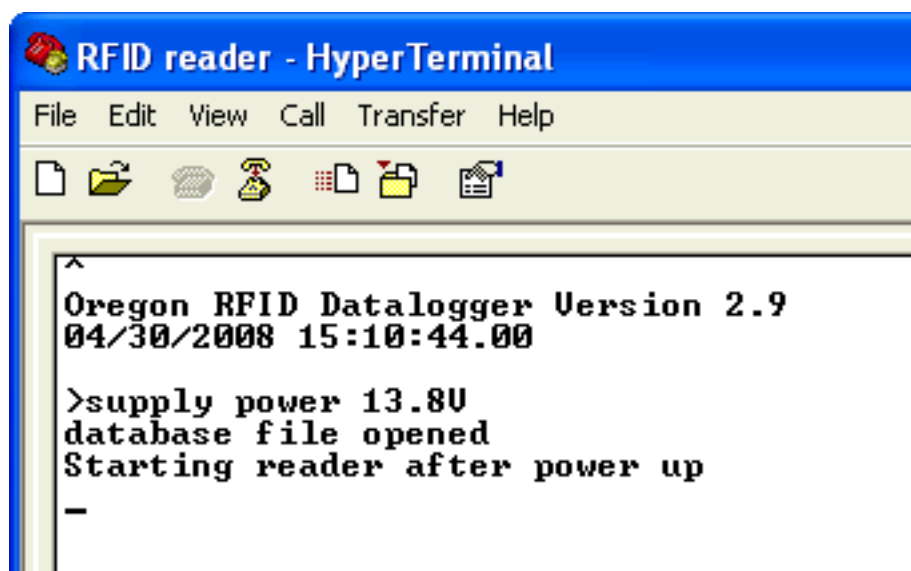 RFID reader - HyperTerminal
File Edit View Call Transfer Help
^
Oregon RFID Datalogger Version 2.9
04/30/2008 15:10:44.00
>supply power 13.8V
database file opened
Starting reader after power up
_